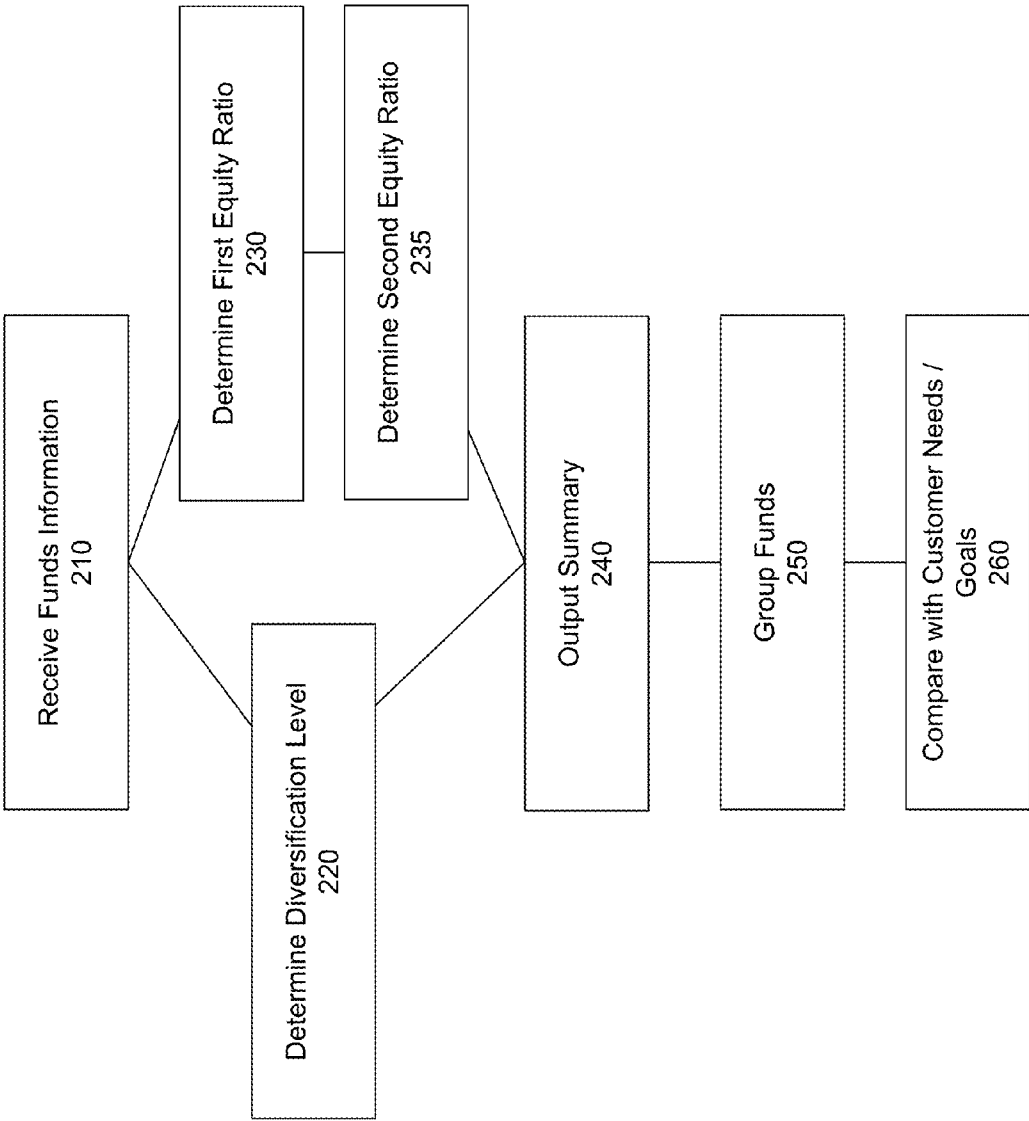 Receive Funds Information
210
Determine Diversification Level
220
Determine First Equity Ratio
230
Determine Second Equity Ratio
235
Output Summary
240
Group Funds
250
Compare with Customer Needs /
Goals
260